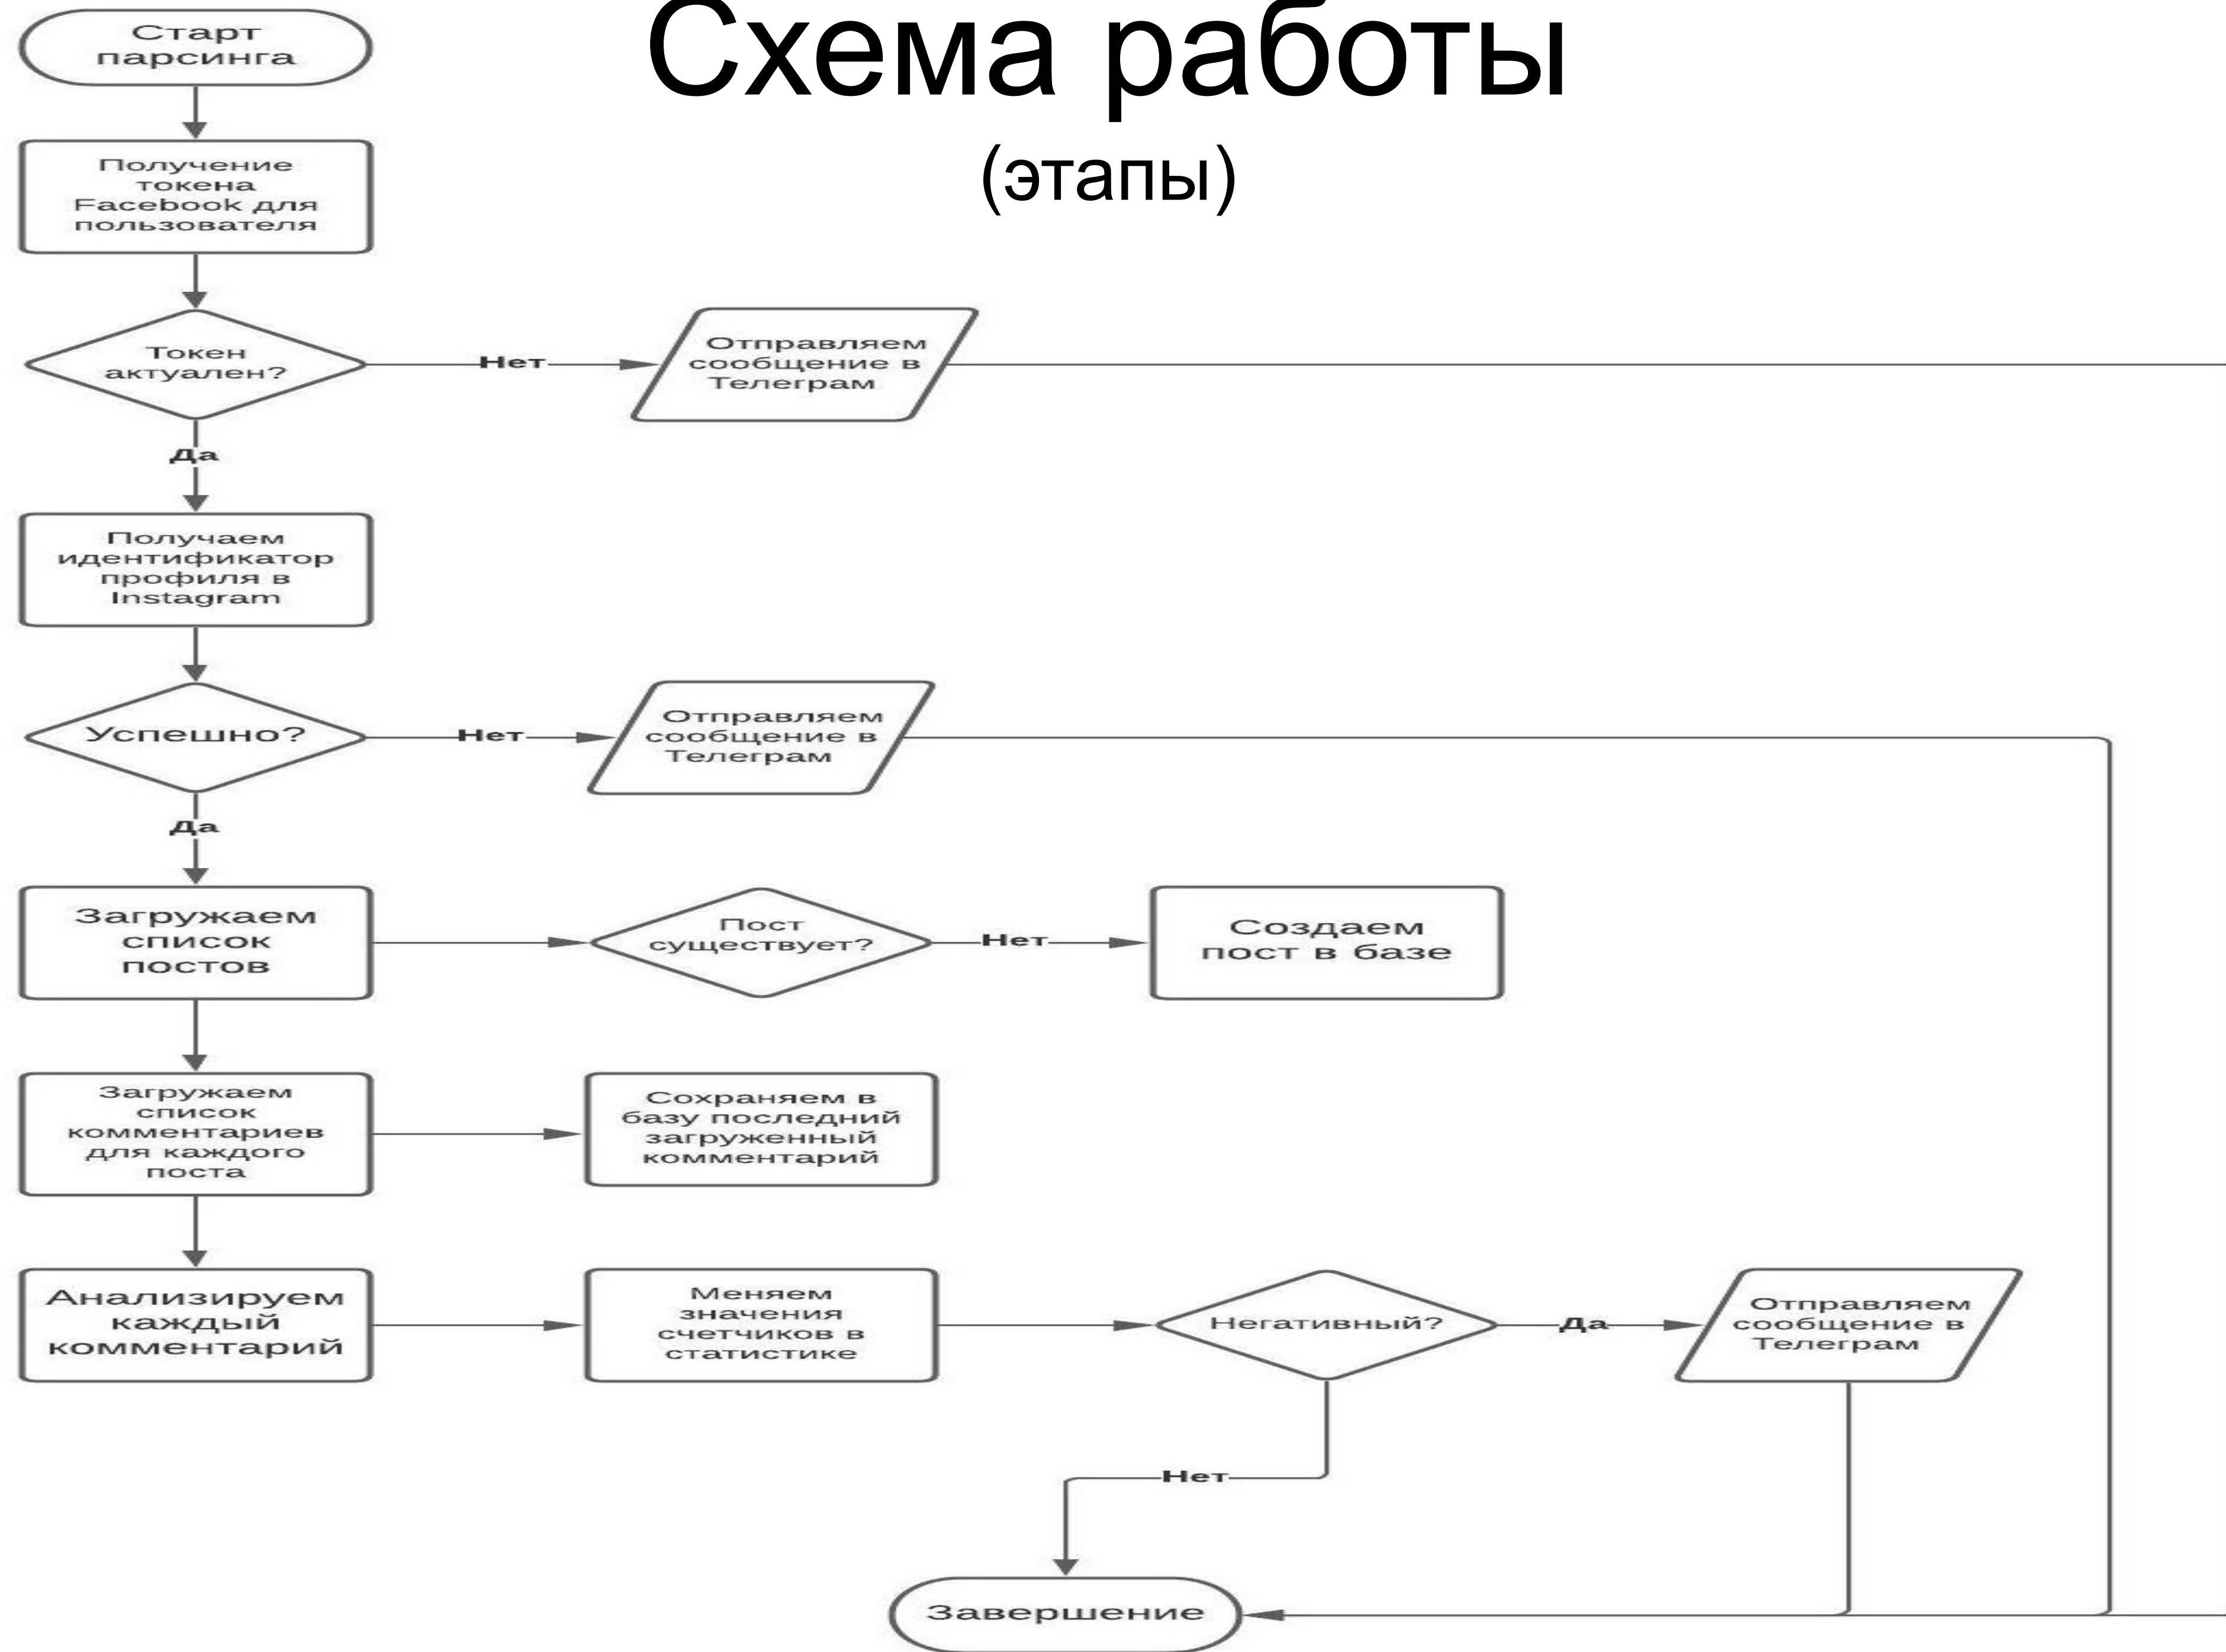 Схема работы
(этапы)
Старт
парсинга
Получение
токена
Facebook для
пользователя
Токен
актуален?
Нет
Отправляем
сообщение в
Телеграм
Да
Получаем
идентификатор
профиля в
Instagram
Успешно?
Нет
Отправляем
сообщение в
Телеграм
Да
Загружаем
список
постов
Пост
существует?
Нет
Создаем
пост в базе
Загружаем
список
комментариев
для каждого
поста
Сохраняем в
базу последний
загруженный
комментарий
Анализируем
каждый
комментарий
Меняем
значения
счетчиков в
статистике
Негативный?
Да
Отправляем
сообщение в
Телеграм
Нет
Завершение